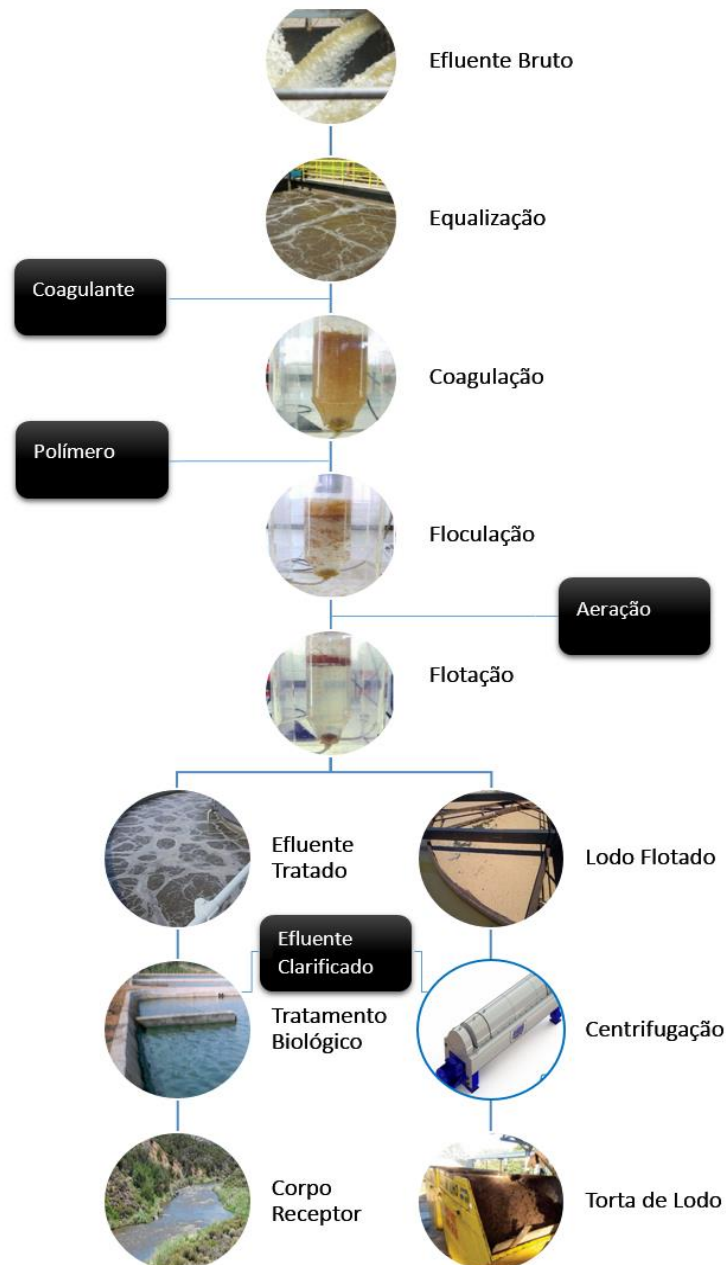 Efluente Bruto
Equalização
Coagulante
Coagulação
Polímero
Floculação
Aeração
Flotação
Efluente
Tratado
Lodo Flotado
Efluente
Clarificado
Tratamento
Biológico
Centrifugação
Corpo
Receptor
Torta de Lodo